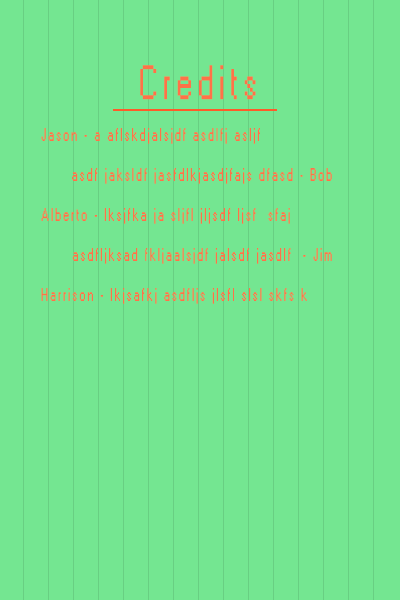 Credits
Jason - a aflskdjalsjdf asdlfj asljf
asdf jaksldf jasfdlkjasdjfajs dfasd - Bob
Alberto - lksjfka ja sljfl jljsdf ljsf sfaj
asdfljksad fkljaalsjdf jalsdf jasdlf - Jim
Harrison - lkjsafkj asdfljs jlsfl slsl skfs k